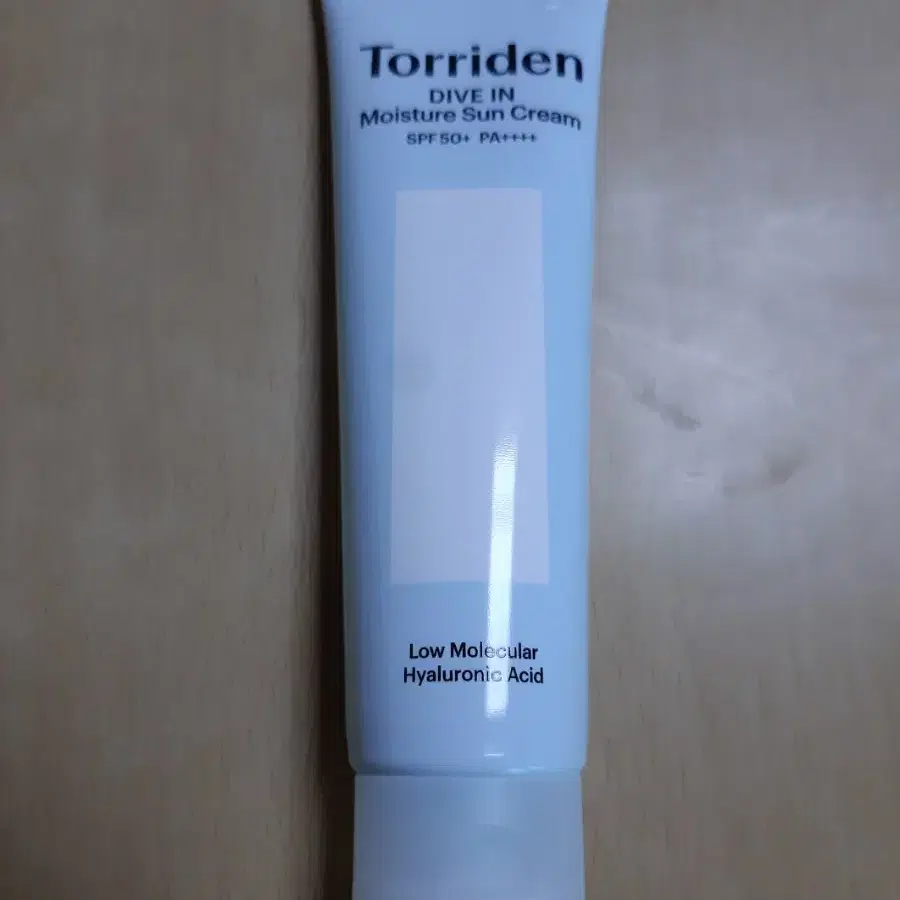 Torriden
DIVE IN
Moisture Sun Cream
SPF50+ PA++++
Low Molecular
Hyaluronic Acid